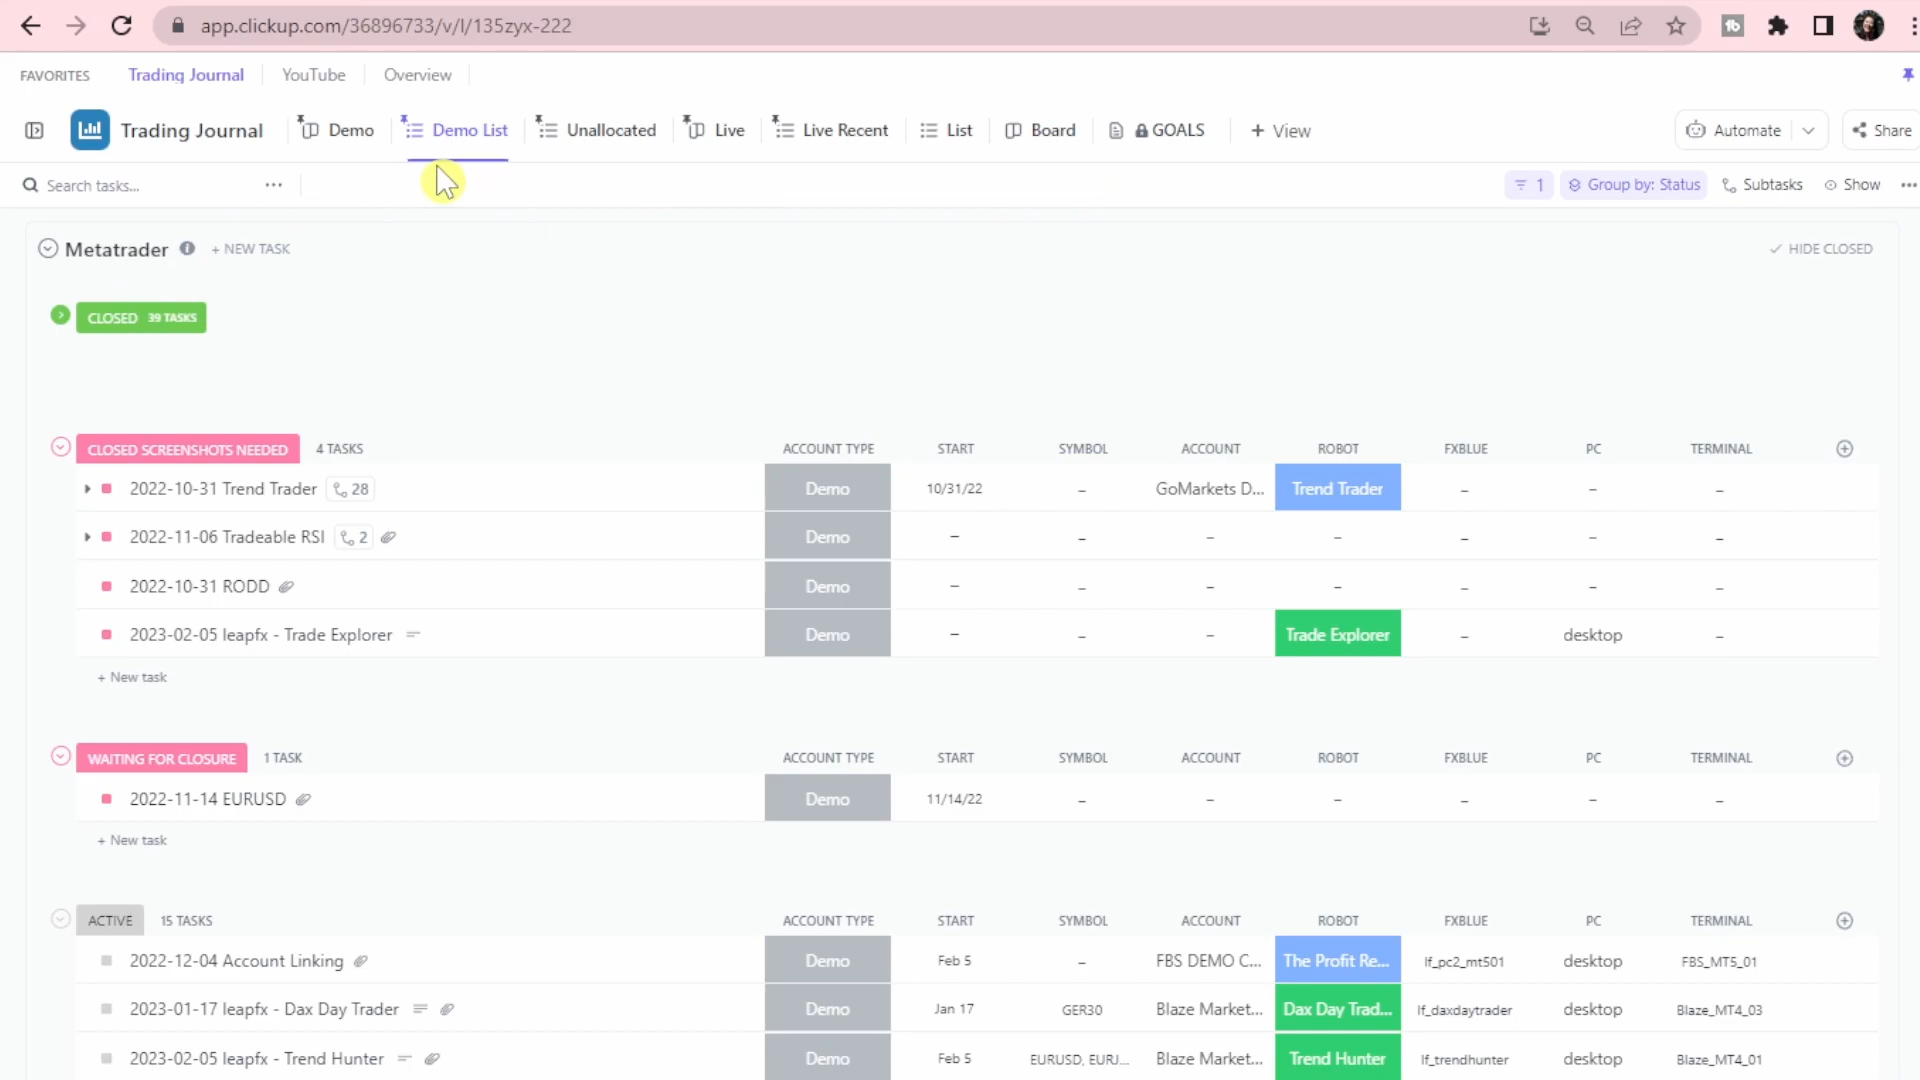 app.clickup.com/36896733/v/l/135zyx-222
FAVORITES Trading Journal YouTube Overview
Trading Journal Demo Demo List Unallocated Live Live Recent List Board GOALS + View Automate Share
Search tasks... 1 Group by: Status Subtasks Show
Metatrader + NEW TASK HIDE CLOSED
CLOSED 39 TASKS
CLOSED SCREENSHOTS NEEDED 4 TASKS ACCOUNT TYPE START SYMBOL ACCOUNT ROBOT FXBLUE PC TERMINAL
2022-10-31 Trend Trader 28 Demo 10/31/22 – GoMarkets D... Trend Trader – – –
2022-11-06 Tradeable RSI 2 Demo – – – – – – –
2022-10-31 RODD Demo – – – – – – –
2023-02-05 leapfx - Trade Explorer Demo – – – Trade Explorer – desktop –
+ New task
WAITING FOR CLOSURE 1 TASK ACCOUNT TYPE START SYMBOL ACCOUNT ROBOT FXBLUE PC TERMINAL
2022-11-14 EURUSD Demo 11/14/22 – – – – – –
+ New task
ACTIVE 15 TASKS ACCOUNT TYPE START SYMBOL ACCOUNT ROBOT FXBLUE PC TERMINAL
2022-12-04 Account Linking Demo Feb 5 – FBS DEMO C... The Profit Re... lf_pc2_mt501 desktop FBS_MT5_01
2023-01-17 leapfx - Dax Day Trader Demo Jan 17 GER30 Blaze Market... Dax Day Trad... lf_daxdaytrader desktop Blaze_MT4_03
2023-02-05 leapfx - Trend Hunter Demo Feb 5 EURUSD, EURJ... Blaze Market... Trend Hunter lf_trendhunter desktop Blaze_MT4_01